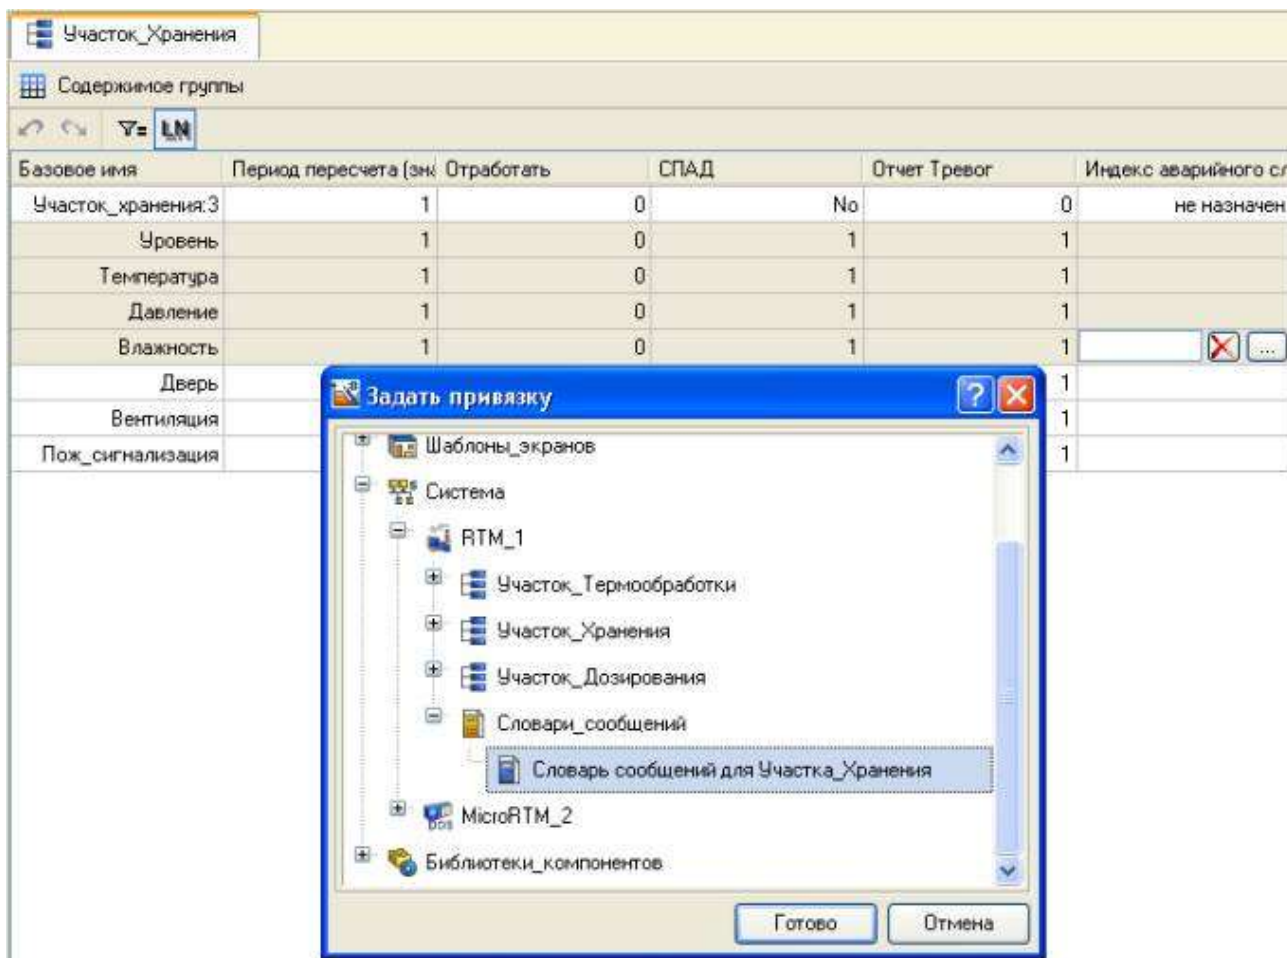 Участок_Хранения
Содержимое группы
LN
Базовое имя Период пересчета (зна Отработать СПАД Отчет Тревог Индекс аварийного сл
Участок_хранения:3 1 0 No 0 не назначен
Уровень 1 0 1 1
Температура 1 0 1 1
Давление 1 0 1 1
Влажность 1 0 1 1 ...
Дверь 1
Вентиляция 1
Пож_сигнализация 1
Задать привязку
Шаблоны_экранов
Система
RTM_1
Участок_Термообработки
Участок_Хранения
Участок_Дозирования
Словари_сообщений
Словарь сообщений для Участка_Хранения
MicroRTM_2
Библиотеки_компонентов
Готово Отмена